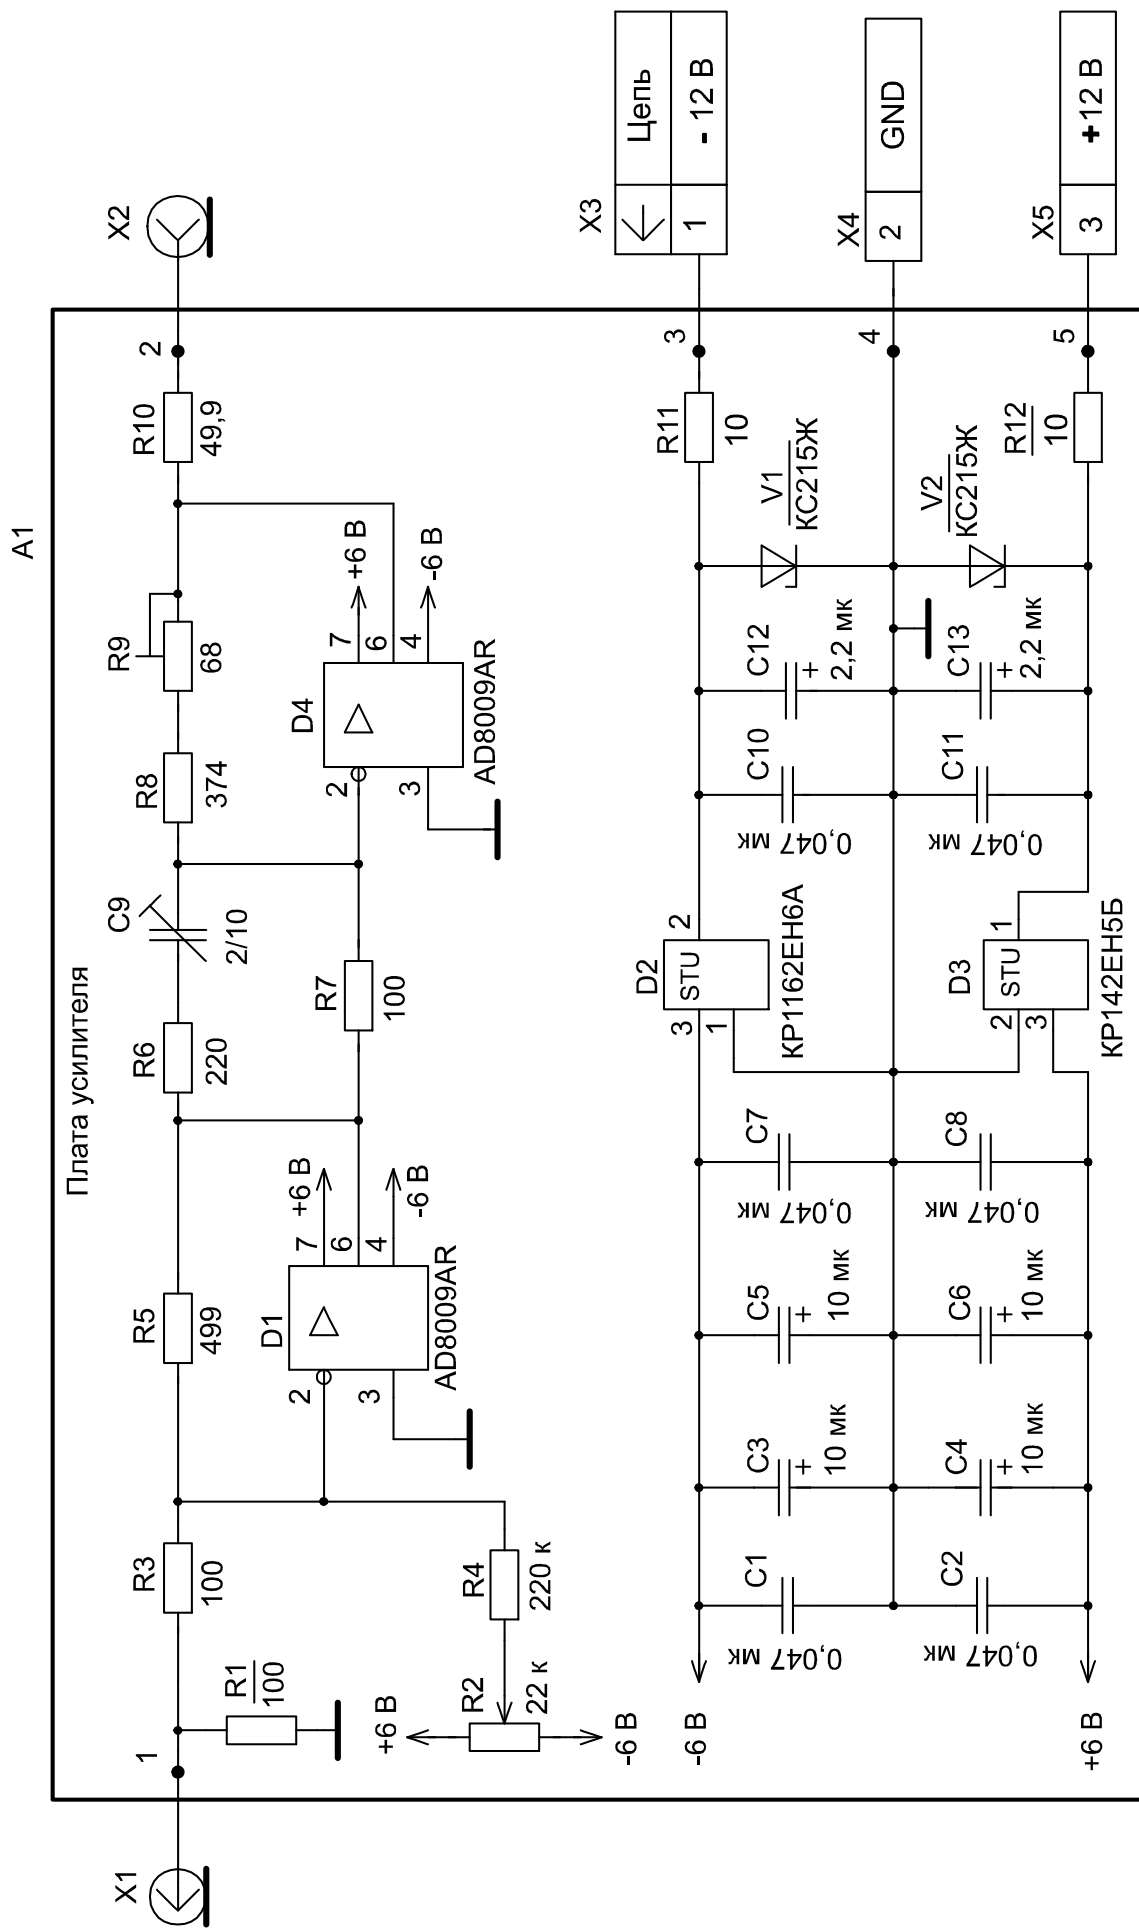 A1
Плата усилителя
X1
1
R1
100
R3
100
R5
499
R6
220
C9
2/10
R8
374
R9
68
R10
49,9
2
X2
+6 В
R2
22 к
-6 В
R4
220 к
D1
2
3
7
6
4
+6 В
-6 В
AD8009AR
R7
100
D4
2
3
7
6
4
+6 В
-6 В
AD8009AR
-6 В
C1
0,047 мк
C3
+
10 мк
C5
+
10 мк
C7
0,047 мк
D2
STU
3
1
2
КР1162ЕН6А
C10
0,047 мк
C12
+
2,2 мк
V1
КС215Ж
R11
10
3
X3
Цепь
1
- 12 В
4
X4
2
GND
+6 В
C2
0,047 мк
C4
+
10 мк
C6
+
10 мк
C8
0,047 мк
D3
STU
2
3
1
КР142ЕН5Б
C11
0,047 мк
C13
+
2,2 мк
V2
КС215Ж
R12
10
5
X5
3
+12 В